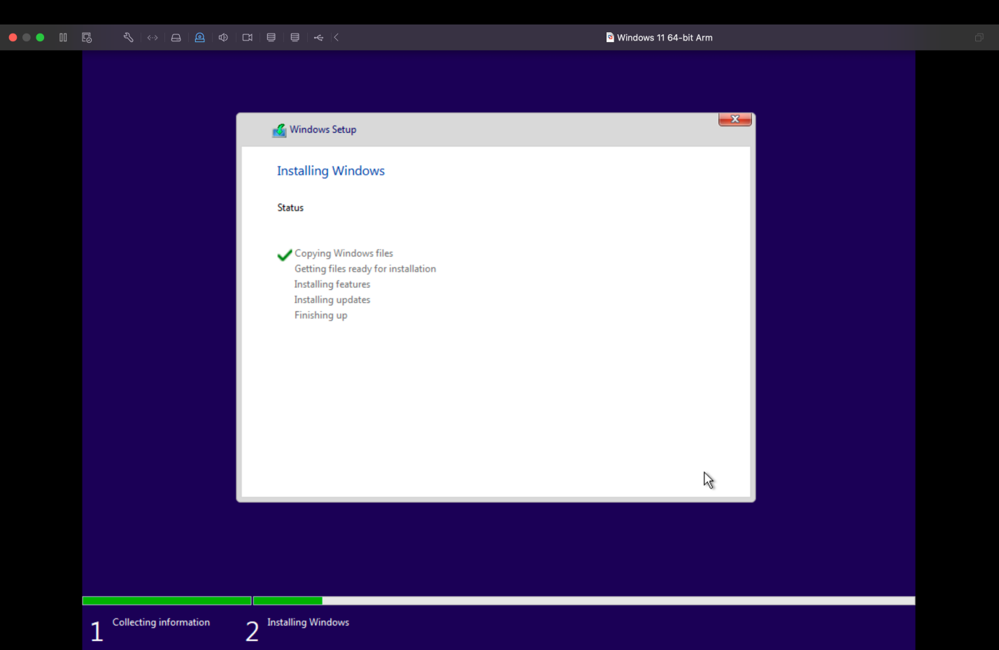 Windows 11 64-bit Arm
Windows Setup
Installing Windows
Status
Copying Windows files
Getting files ready for installation
Installing features
Installing updates
Finishing up
1 Collecting information 2 Installing Windows